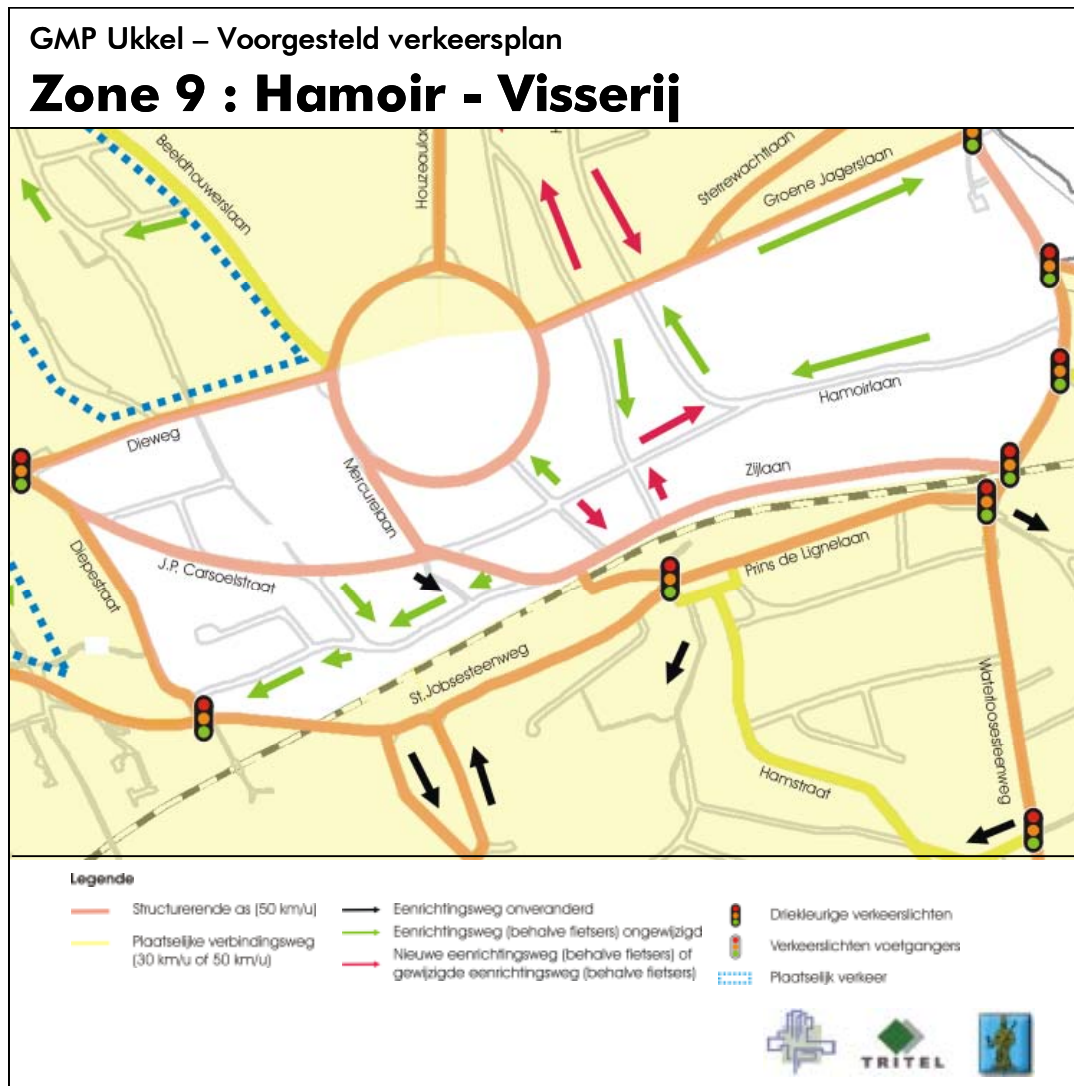 GMP Ukkel – Voorgesteld verkeersplan
Zone 9 : Hamoir - Visserij
Beeldhouwerslaan
Houzeaulaa
Sterrewachtlaan
Groene Jagerslaan
Dieweg
Mercurelaan
Hamoirlaan
Zijlaan
Diepestraat
J.P. Carsoelstraat
Prins de Lignelaan
St.Jobsesteenweg
Waterloosesteenweg
Hamstraat
Legende
Structurerende as (50 km/u)
Plaatselijke verbindingsweg
(30 km/u of 50 km/u)
Eenrichtingsweg onveranderd
Eenrichtingsweg (behalve fietsers) ongewijzigd
Nieuwe eenrichtingsweg (behalve fietsers) of
gewijzigde eenrichtingsweg (behalve fietsers)
Driekleurige verkeerslichten
Verkeerslichten voetgangers
Plaatselijk verkeer
TRITEL